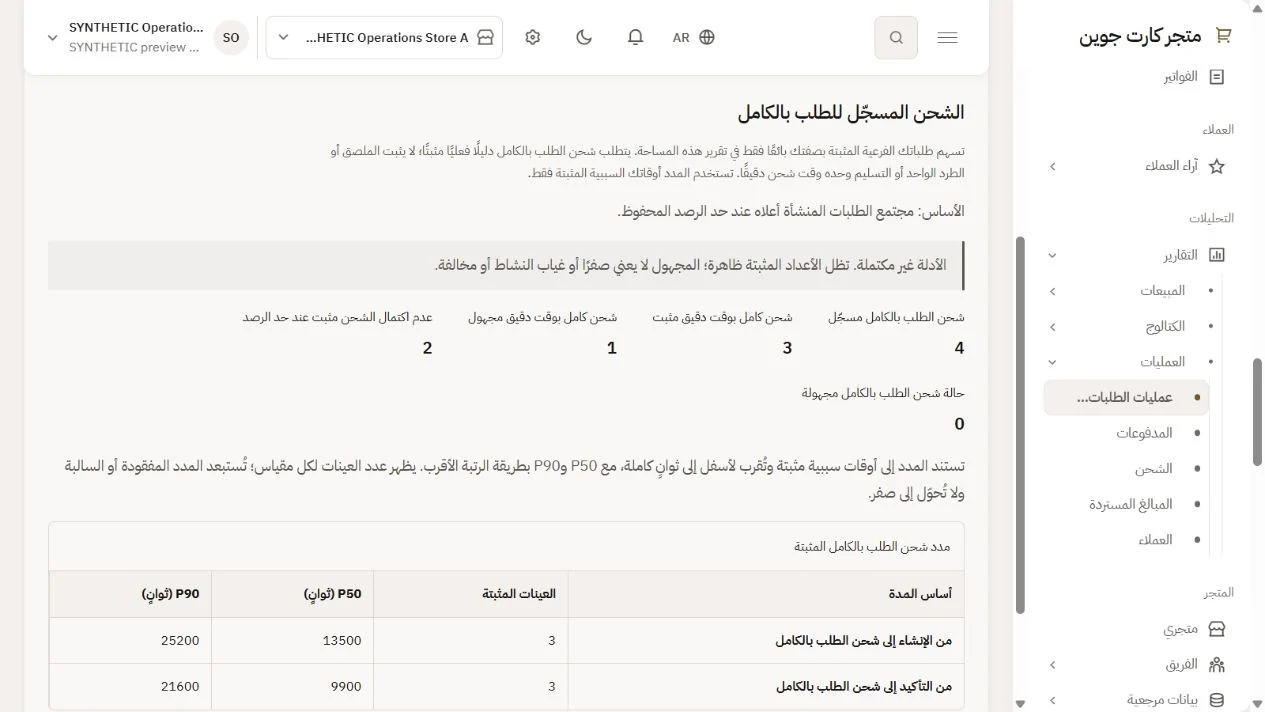 متجر كارت جوين
الفواتير
العملاء
آراء العملاء
التحليلات
التقارير
المبيعات
الكتالوج
العمليات
عمليات الطلبات...
المدفوعات
الشحن
المبالغ المستردة
العملاء
المتجر
متجري
الفريق
بيانات مرجعية
AR
...HETIC Operations Store A
SO
SYNTHETIC Operatio...
SYNTHETIC preview ...
الشحن المسجّل للطلب بالكامل
تسهم طلباتك الفرعية المثبتة بصفتك بائعًا فقط في تقرير هذه المساحة. يتطلب شحن الطلب بالكامل دليلًا فعليًا مثبتًا؛ لا يثبت الملصق أو
الطرد الواحد أو التسليم وحده وقت شحن دقيقًا. تستخدم المدد أوقاتك السببية المثبتة فقط.
الأساس: مجتمع الطلبات المنشأة أعلاه عند حد الرصد المحفوظ.
الأدلة غير مكتملة. تظل الأعداد المثبتة ظاهرة؛ المجهول لا يعني صفرًا أو غياب النشاط أو مخالفة.
شحن الطلب بالكامل مسجّل
4
شحن كامل بوقت دقيق مثبت
3
شحن كامل بوقت دقيق مجهول
1
عدم اكتمال الشحن مثبت عند حد الرصد
2
حالة شحن الطلب بالكامل مجهولة
0
تستند المدد إلى أوقات سببية مثبتة وتُقرب لأسفل إلى ثوانٍ كاملة، مع P50 وP90 بطريقة الرتبة الأقرب. يظهر عدد العينات لكل مقياس؛ تُستبعد المدد المفقودة أو السالبة
ولا تُحوّل إلى صفر.
مدد شحن الطلب بالكامل المثبتة
أساس المدة العينات المثبتة P50 (ثوانٍ) P90 (ثوانٍ)
من الإنشاء إلى شحن الطلب بالكامل 3 13500 25200
من التأكيد إلى شحن الطلب بالكامل 3 9900 21600